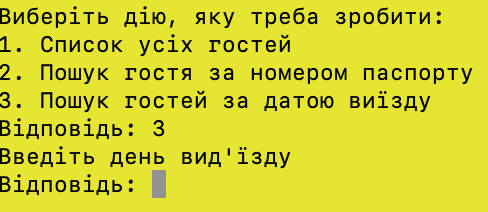 Виберіть дію, яку треба зробити:
1. Список усіх гостей
2. Пошук гостя за номером паспорту
3. Пошук гостей за датою виїзду
Відповідь: 3
Введіть день вид'їзду
Відповідь: